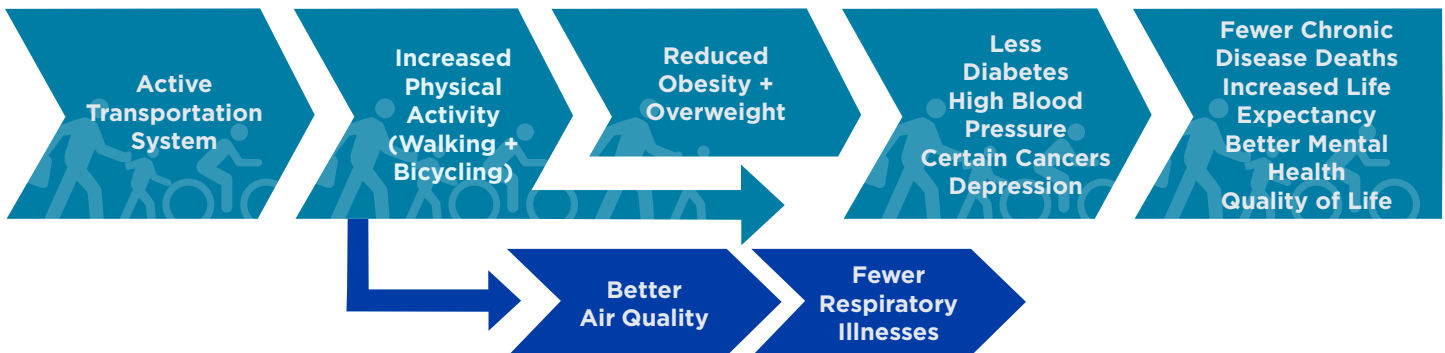 Active
Transportation
System
Increased
Physical
Activity
(Walking +
Bicycling)
Reduced
Obesity +
Overweight
Less
Diabetes
High Blood
Pressure
Certain Cancers
Depression
Fewer Chronic
Disease Deaths
Increased Life
Expectancy
Better Mental
Health
Quality of Life
Better
Air Quality
Fewer
Respiratory
Illnesses